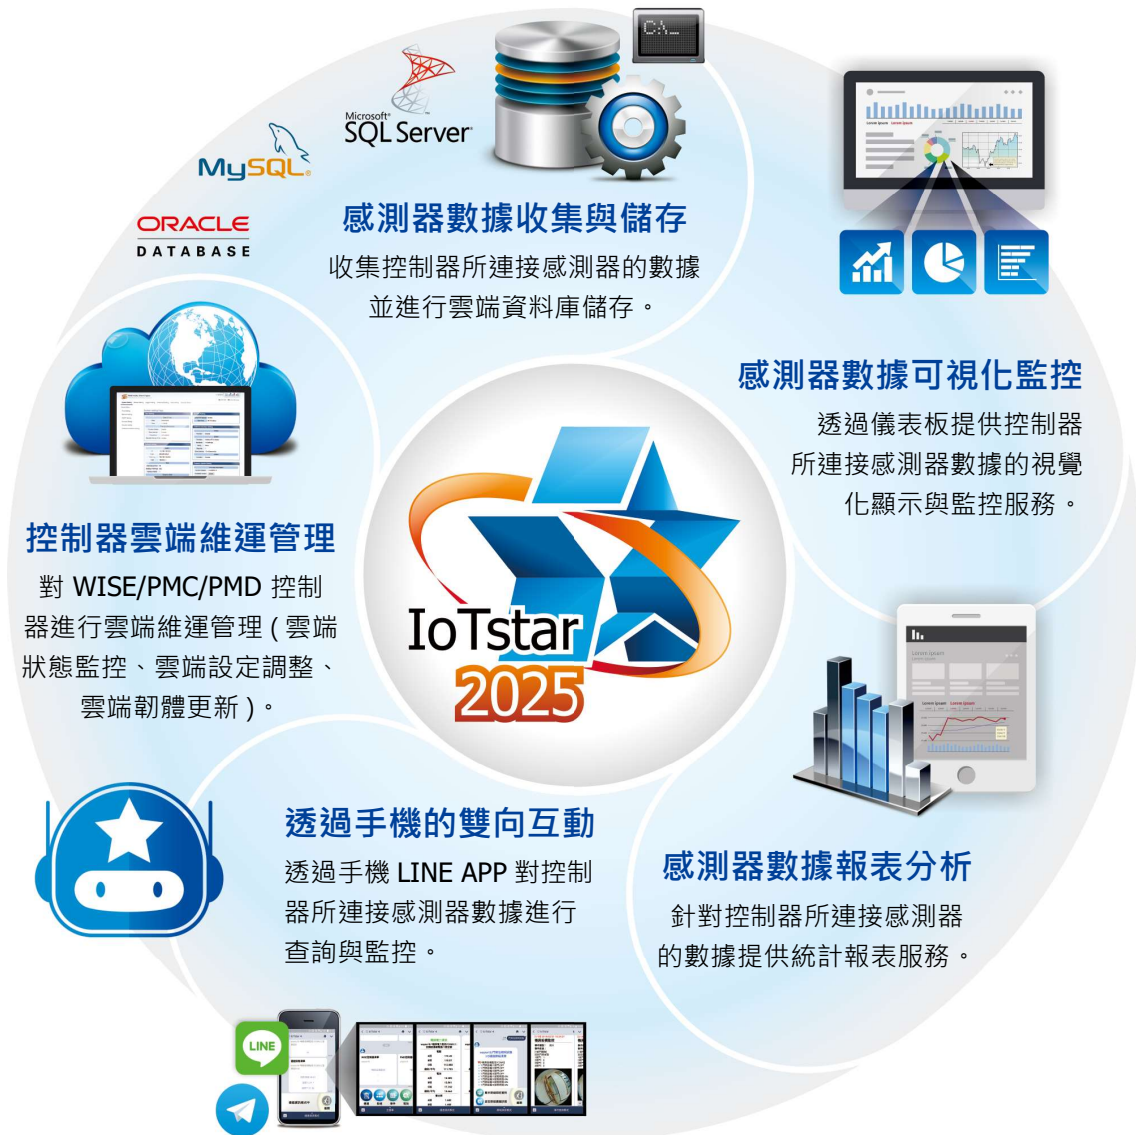 C:\_
Microsoft®
SQL Server®
MySQL®
ORACLE
DATABASE
感測器數據收集與儲存
收集控制器所連接感測器的數據
並進行雲端資料庫儲存。
感測器數據可視化監控
透過儀表板提供控制器
所連接感測器數據的視覺
化顯示與監控服務。
控制器雲端維運管理
對 WISE/PMC/PMD 控制
器進行雲端維運管理 ( 雲端
狀態監控、雲端設定調整、
雲端韌體更新 )。
IoTstar
2025
Lorem ipsum
Lorem ipsum Lorem ipsum
透過手機的雙向互動
透過手機 LINE APP 對控制
器所連接感測器數據進行
查詢與監控。
感測器數據報表分析
針對控制器所連接感測器
的數據提供統計報表服務。
LINE